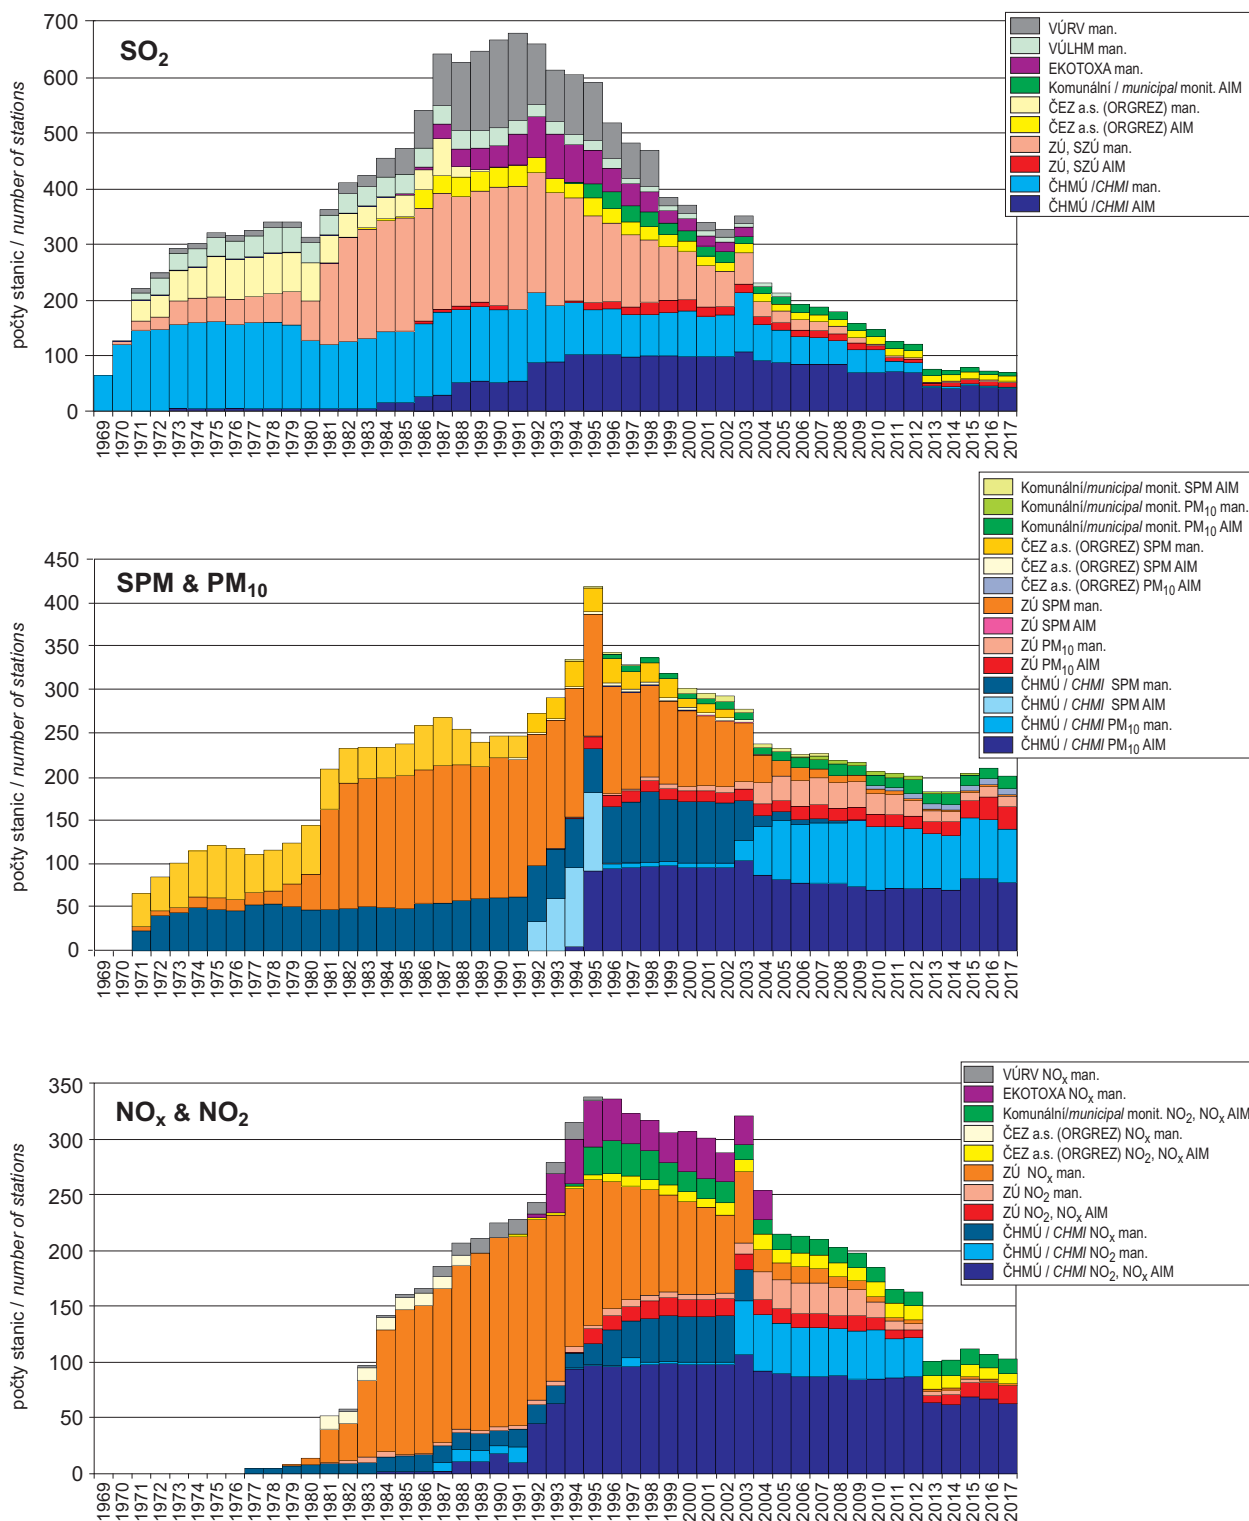 SO2
počty stanic / number of stations
700
600
500
400
300
200
100
0
1969 1970 1971 1972 1973 1974 1975 1976 1977 1978 1979 1980 1981 1982 1983 1984 1985 1986 1987 1988 1989 1990 1991 1992 1993 1994 1995 1996 1997 1998 1999 2000 2001 2002 2003 2004 2005 2006 2007 2008 2009 2010 2011 2012 2013 2014 2015 2016 2017
VÚRV man.
VÚLHM man.
EKOTOXA man.
Komunální / municipal monit. AIM
ČEZ a.s. (ORGREZ) man.
ČEZ a.s. (ORGREZ) AIM
ZÚ, SZÚ man.
ZÚ, SZÚ AIM
ČHMÚ /CHMI man.
ČHMÚ /CHMI AIM
SPM & PM10
počty stanic / number of stations
450
400
350
300
250
200
150
100
50
0
1969 1970 1971 1972 1973 1974 1975 1976 1977 1978 1979 1980 1981 1982 1983 1984 1985 1986 1987 1988 1989 1990 1991 1992 1993 1994 1995 1996 1997 1998 1999 2000 2001 2002 2003 2004 2005 2006 2007 2008 2009 2010 2011 2012 2013 2014 2015 2016 2017
Komunální/municipal monit. SPM AIM
Komunální/municipal monit. PM10 man.
Komunální/municipal monit. PM10 AIM
ČEZ a.s. (ORGREZ) SPM man.
ČEZ a.s. (ORGREZ) SPM AIM
ČEZ a.s. (ORGREZ) PM10 AIM
ZÚ SPM man.
ZÚ SPM AIM
ZÚ PM10 man.
ZÚ PM10 AIM
ČHMÚ / CHMI SPM man.
ČHMÚ / CHMI SPM AIM
ČHMÚ / CHMI PM10 man.
ČHMÚ / CHMI PM10 AIM
NOx & NO2
počty stanic / number of stations
350
300
250
200
150
100
50
0
1969 1970 1971 1972 1973 1974 1975 1976 1977 1978 1979 1980 1981 1982 1983 1984 1985 1986 1987 1988 1989 1990 1991 1992 1993 1994 1995 1996 1997 1998 1999 2000 2001 2002 2003 2004 2005 2006 2007 2008 2009 2010 2011 2012 2013 2014 2015 2016 2017
VÚRV NOx man.
EKOTOXA NOx man.
Komunální/municipal monit. NO2, NOx AIM
ČEZ a.s. (ORGREZ) NOx man.
ČEZ a.s. (ORGREZ) NO2, NOx AIM
ZÚ NOx man.
ZÚ NO2 man.
ZÚ NO2, NOx AIM
ČHMÚ / CHMI NOx man.
ČHMÚ / CHMI NO2 man.
ČHMÚ / CHMI NO2, NOx AIM